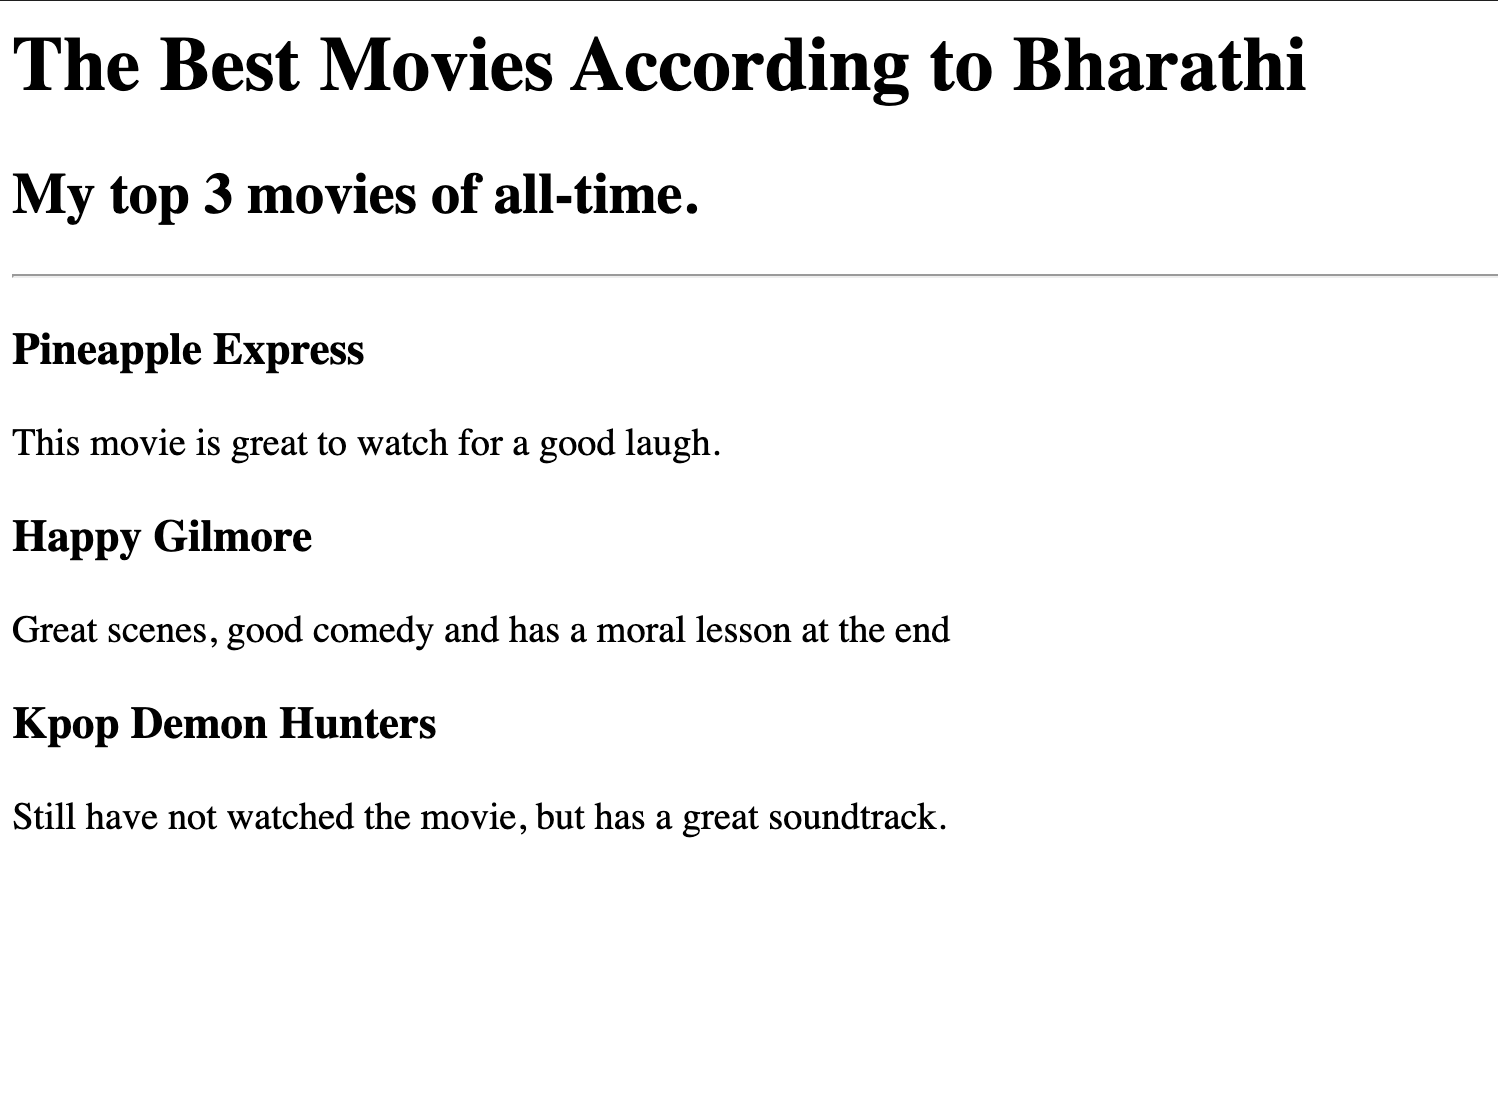 The Best Movies According to Bharathi
My top 3 movies of all-time.
Pineapple Express
This movie is great to watch for a good laugh.
Happy Gilmore
Great scenes, good comedy and has a moral lesson at the end
Kpop Demon Hunters
Still have not watched the movie, but has a great soundtrack.